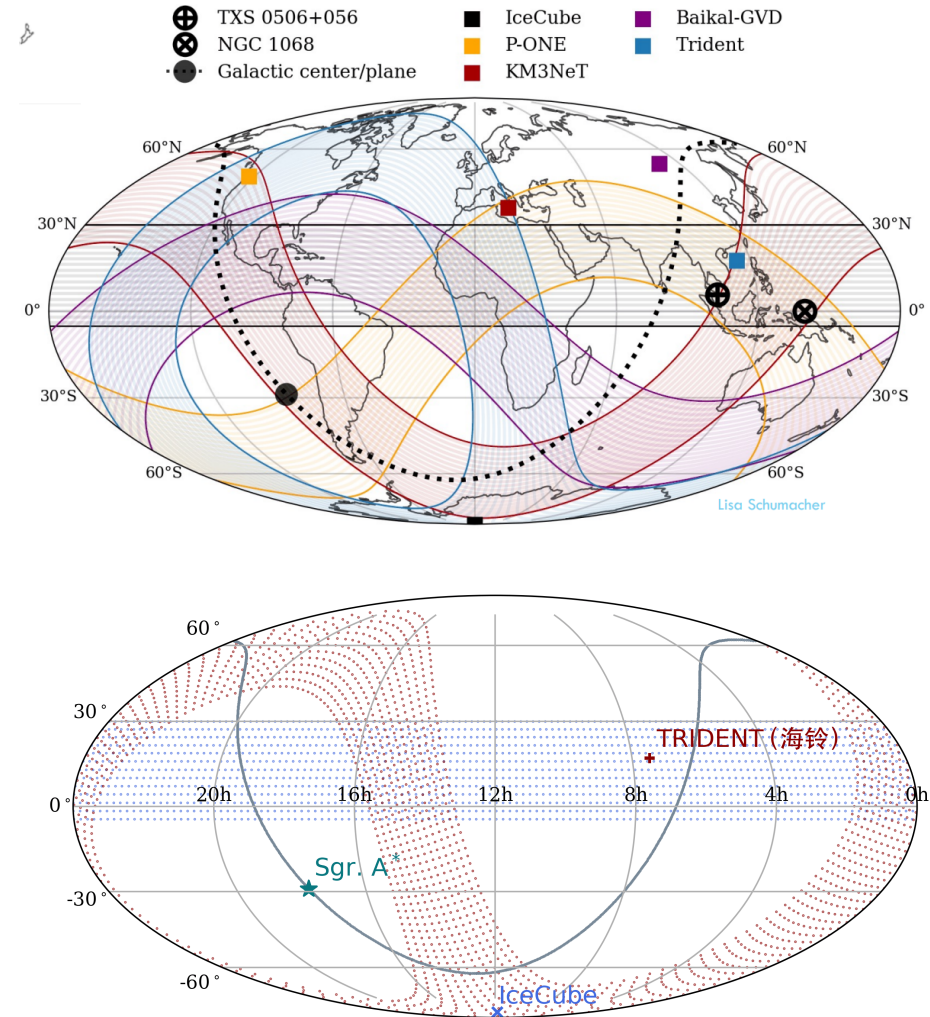 TXS 0506+056
NGC 1068
Galactic center/plane
IceCube
P-ONE
KM3NeT
Baikal-GVD
Trident
60°N
60°N
30°N
30°N
0°
0°
30°S
30°S
60°S
60°S
Lisa Schumacher
60°
30°
TRIDENT (海铃)
0°
20h
16h
12h
8h
4h
0h
Sgr. A*
-30°
-60°
IceCube